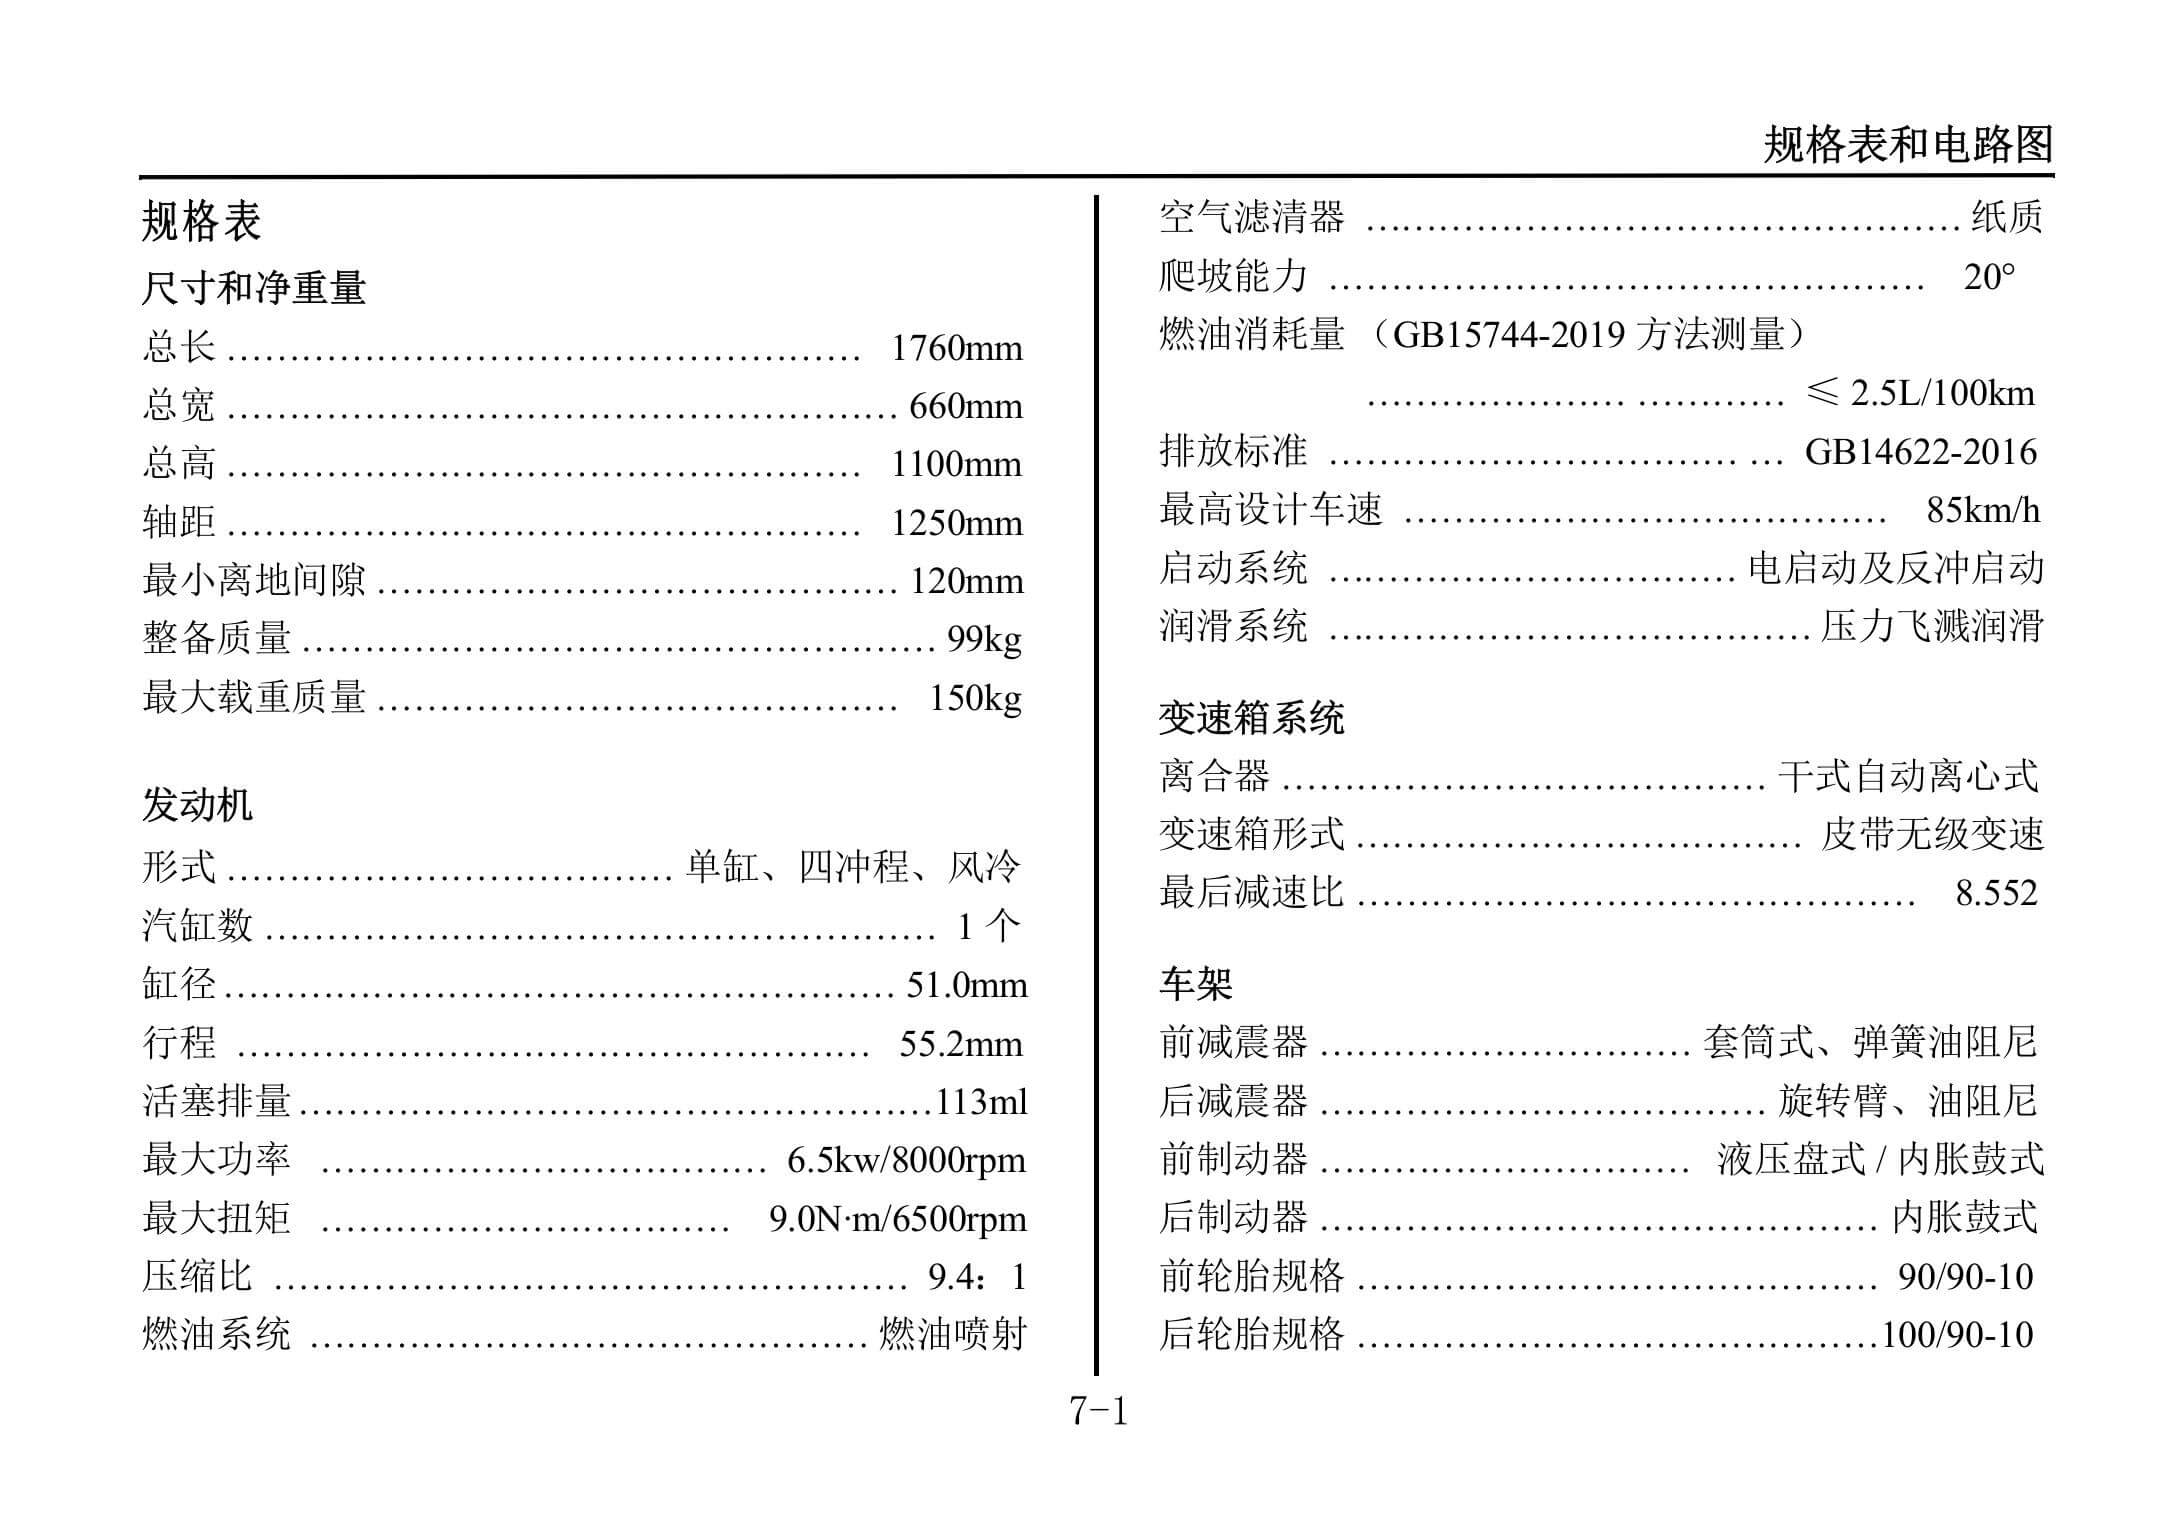 规格表和电路图
规格表
尺寸和净重量
总长 ………………………………………… 1760mm
总宽 ……………………………………………… 660mm
总高 ………………………………………… 1100mm
轴距 ………………………………………… 1250mm
最小离地间隙 …………………………………… 120mm
整备质量 ………………………………………… 99kg
最大载重质量 …………………………………… 150kg
发动机
形式 ……………………………… 单缸、四冲程、风冷
汽缸数 ……………………………………………… 1 个
缸径 ……………………………………………… 51.0mm
行程 ………………………………………… 55.2mm
活塞排量 …………………………………………113ml
最大功率 ……………………………… 6.5kw/8000rpm
最大扭矩 …………………………… 9.0N·m/6500rpm
压缩比 ………………………………………… 9.4：1
燃油系统 …………………………………… 燃油喷射
空气滤清器 ………………………………………… 纸质
爬坡能力 ………………………………………… 20°
燃油消耗量 （GB15744-2019 方法测量）
………………… ………… ≤ 2.5L/100km
排放标准 …………………………… … GB14622-2016
最高设计车速 ………………………………… 85km/h
启动系统 …………………………… 电启动及反冲启动
润滑系统 ………………………………… 压力飞溅润滑
变速箱系统
离合器 ………………………………… 干式自动离心式
变速箱形式 ……………………………… 皮带无级变速
最后减速比 ……………………………………… 8.552
车架
前减震器 ………………………… 套筒式、弹簧油阻尼
后减震器 ……………………………… 旋转臂、油阻尼
前制动器 ………………………… 液压盘式 / 内胀鼓式
后制动器 ……………………………………… 内胀鼓式
前轮胎规格 …………………………………… 90/90-10
后轮胎规格 ……………………………………100/90-10
7-1